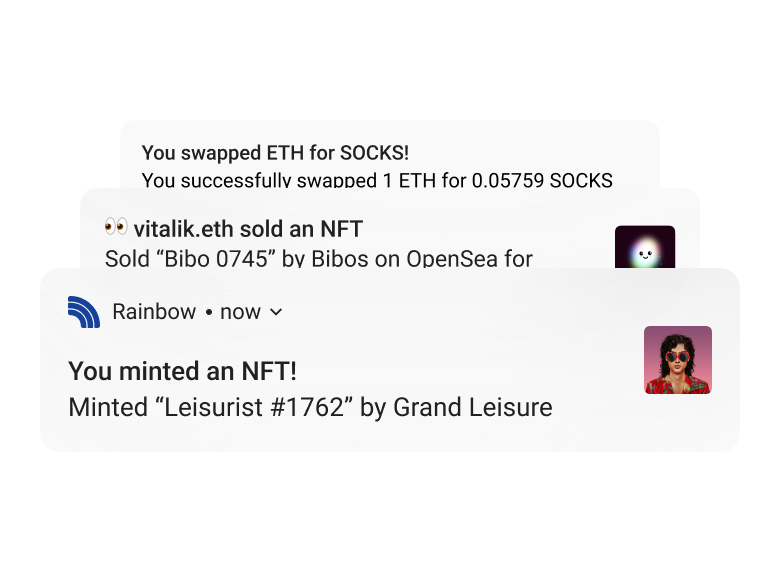 You swapped ETH for SOCKS!
You successfully swapped 1 ETH for 0.05759 SOCKS
👀 vitalik.eth sold an NFT
Sold “Bibo 0745” by Bibos on OpenSea for
Rainbow • now
You minted an NFT!
Minted “Leisurist #1762” by Grand Leisure